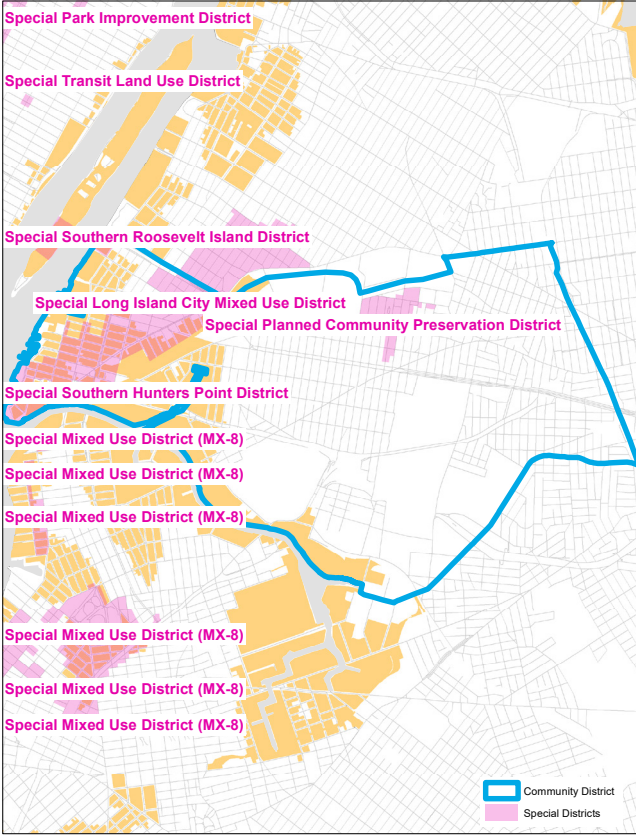 Special Park Improvement District
Special Transit Land Use District
Special Southern Roosevelt Island District
Special Long Island City Mixed Use District
Special Planned Community Preservation District
Special Southern Hunters Point District
Special Mixed Use District (MX-8)
Special Mixed Use District (MX-8)
Special Mixed Use District (MX-8)
Special Mixed Use District (MX-8)
Special Mixed Use District (MX-8)
Special Mixed Use District (MX-8)
Community District
Special Districts